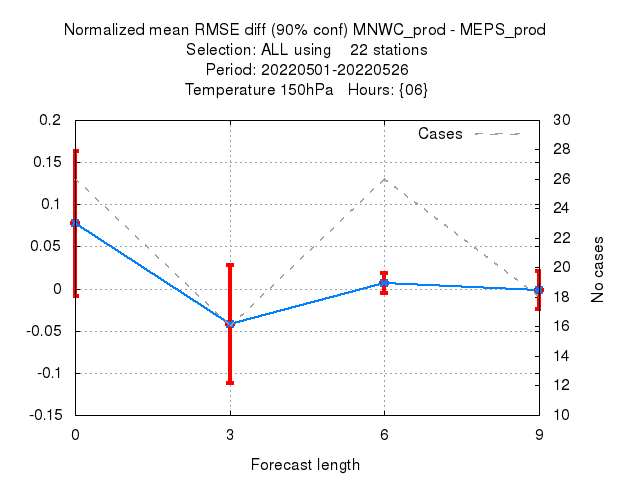 Normalized mean RMSE diff (90% conf) MNWC_prod - MEPS_prod
Selection: ALL using 22 stations
Period: 20220501-20220526
Temperature 150hPa Hours: {06}
Cases
0.2
0.15
0.1
0.05
0
-0.05
-0.1
-0.15
30
28
26
24
22
20
18
16
14
12
10
No cases
0 3 6 9
Forecast length